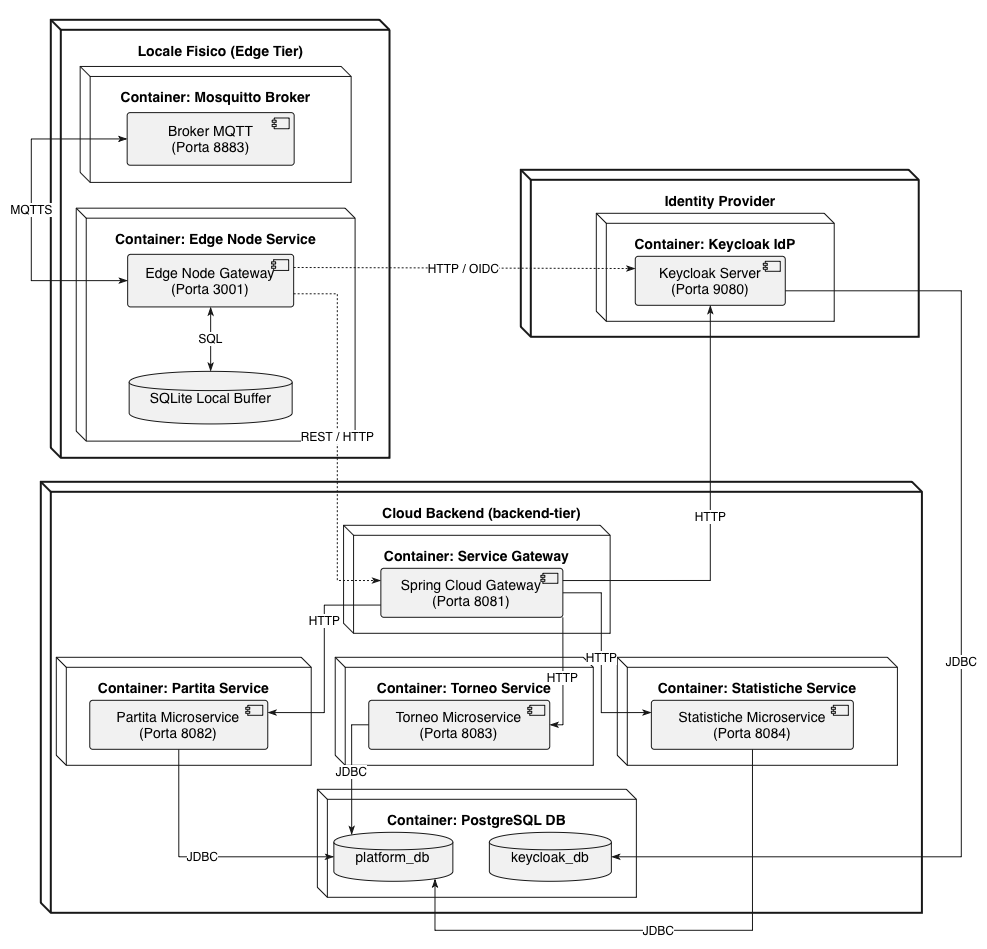 Locale Fisico (Edge Tier)
Container: Mosquitto Broker
Broker MQTT
(Porta 8883)
MQTTS
Container: Edge Node Service
Edge Node Gateway
(Porta 3001)
SQL
SQLite Local Buffer
HTTP / OIDC
REST / HTTP
Identity Provider
Container: Keycloak IdP
Keycloak Server
(Porta 9080)
HTTP
JDBC
Cloud Backend (backend-tier)
Container: Service Gateway
Spring Cloud Gateway
(Porta 8081)
HTTP
HTTP
HTTP
Container: Partita Service
Partita Microservice
(Porta 8082)
Container: Torneo Service
Torneo Microservice
(Porta 8083)
Container: Statistiche Service
Statistiche Microservice
(Porta 8084)
JDBC
JDBC
Container: PostgreSQL DB
platform_db
keycloak_db
JDBC